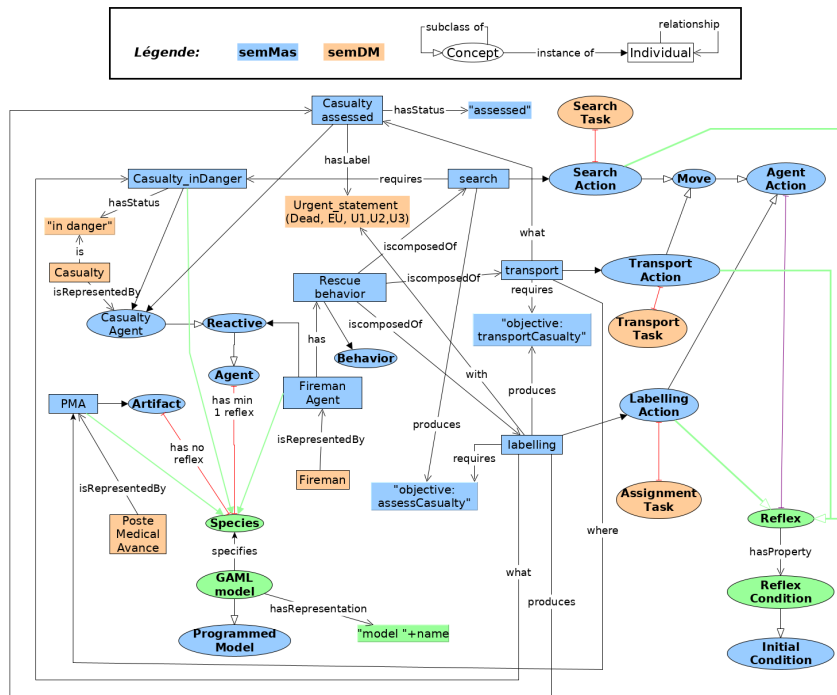 subclass of
relationship
Légende:
semMas
semDM
Concept
instance of
Individual
Search
Task
Casualty
assessed
hasStatus
"assessed"
hasLabel
Casualty_inDanger
requires
search
Search
Action
Move
Agent
Action
hasStatus
Urgent_statement
(Dead, EU, U1,U2,U3)
"in danger"
what
is
iscomposedOf
Casualty
isRepresentedBy
Rescue
behavior
iscomposedOf
transport
Transport
Action
requires
Casualty
Agent
Reactive
iscomposedOf
"objective:
transportCasualty"
Transport
Task
has
Behavior
Agent
with
produces
Fireman
Agent
has min
1 reflex
Labelling
Action
PMA
Artifact
produces
has no
reflex
isRepresentedBy
labelling
requires
isRepresentedBy
Fireman
"objective:
assessCasualty"
Assignment
Task
Poste
Medical
Avance
Species
Reflex
where
specifies
hasProperty
what
GAML
model
Reflex
Condition
hasRepresentation
produces
Programmed
Model
"model "+name
Initial
Condition